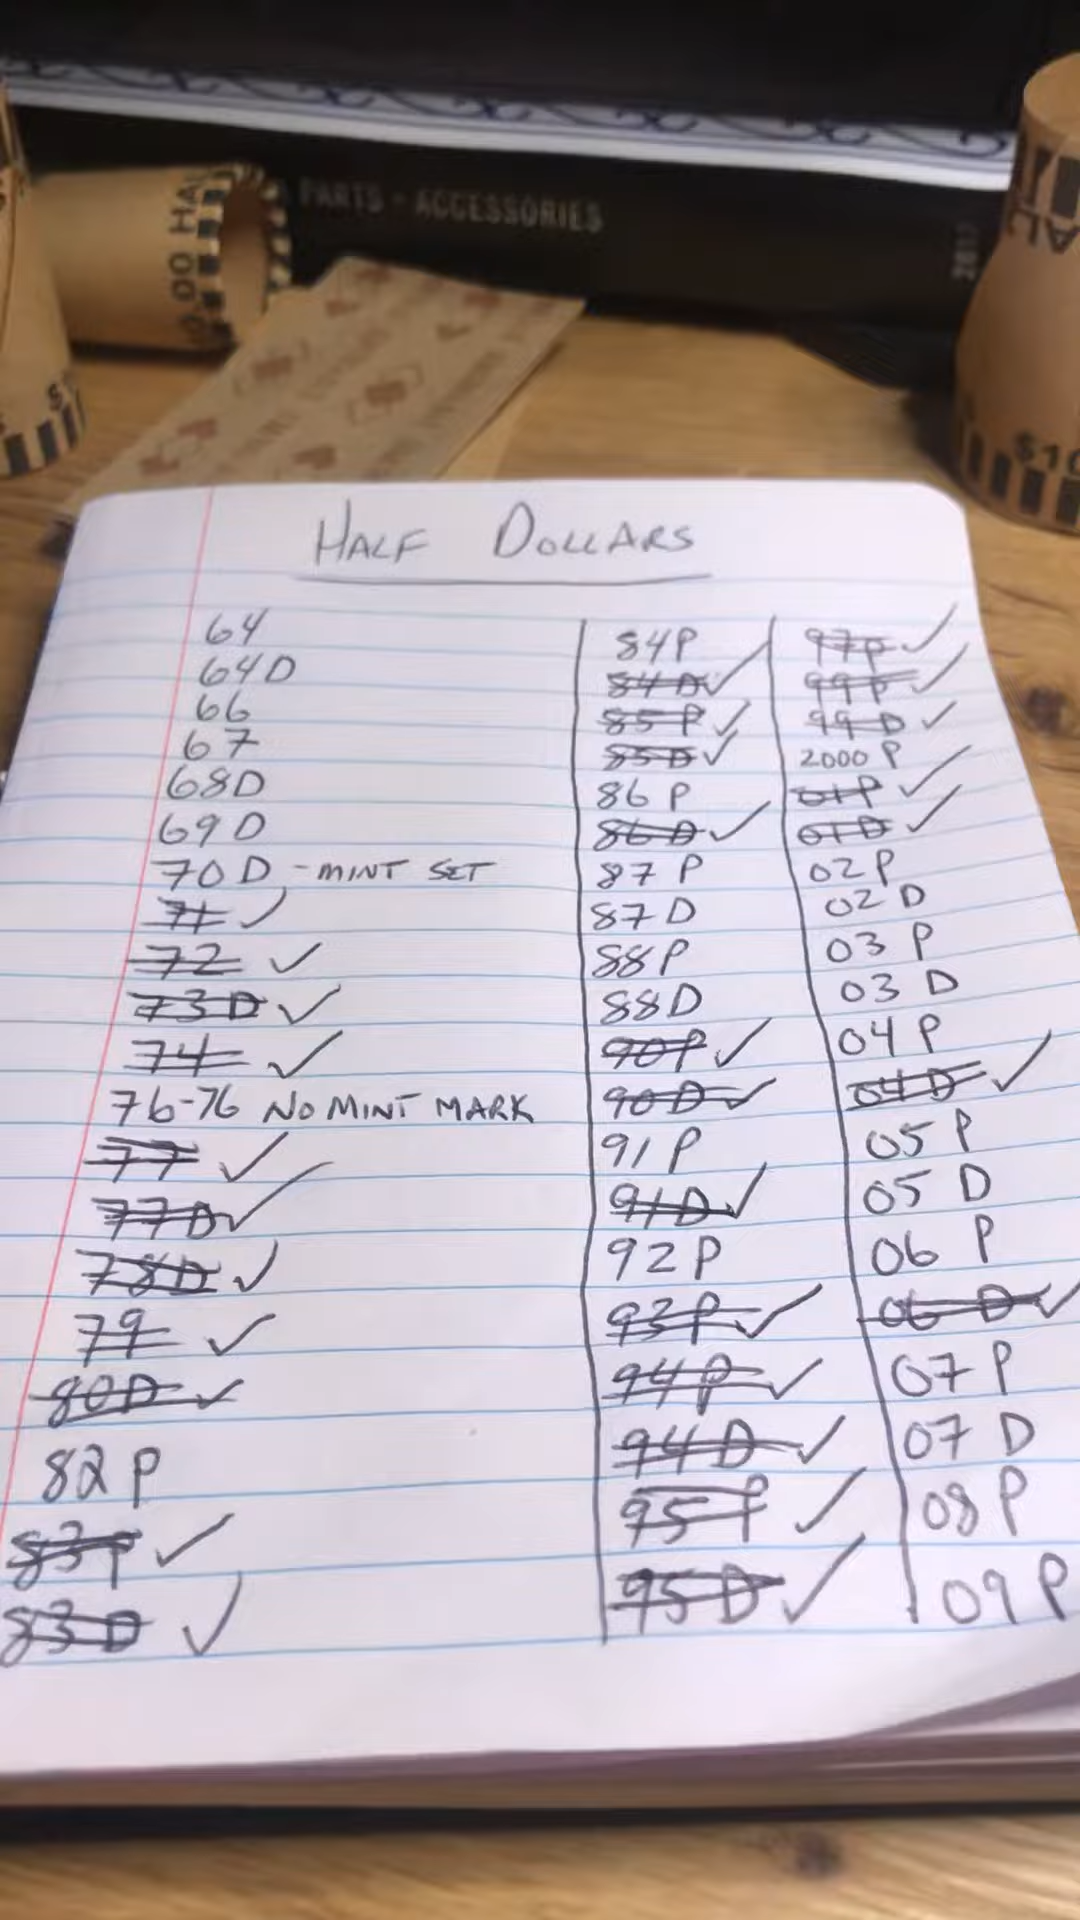 PARTS - ACCESSORIES
$10
HALF DOLLARS
64
64D
66
67
68D
69D
70D - MINT SET
71 ✓
72 ✓
73D ✓
74 ✓
76-76 NO MINT MARK
77 ✓
77D ✓
78D ✓
79 ✓
80D ✓
82P
83P ✓
83D ✓
84P
84D ✓
85P ✓
85D ✓
86P
86D ✓
87P
87D
88P
88D
90P ✓
90D ✓
91P
91D ✓
92P
93P ✓
94P ✓
94D ✓
95P ✓
95D ✓
97P ✓
99P ✓
99D ✓
2000 P
01P ✓
01D ✓
02P
02D
03P
03D
04P
04D ✓
05P
05D
06P
06D ✓
07P
07D
08P
09P